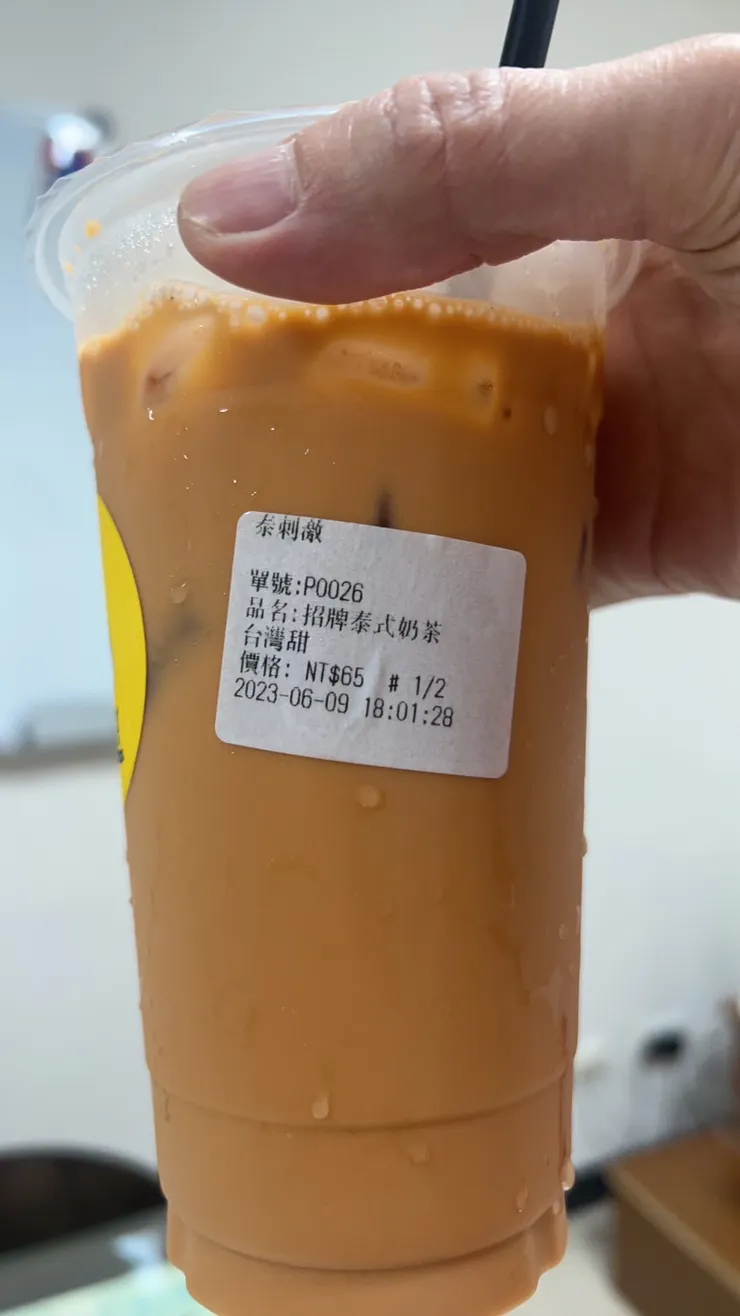 泰刺激
單號:P0026
品名:招牌泰式奶茶
台灣甜
價格: NT$65 # 1/2
2023-06-09 18:01:28